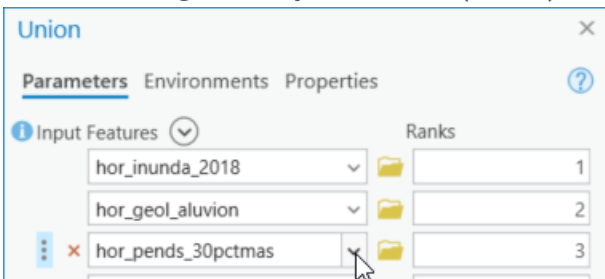 Union
Parameters Environments Properties
Input Features Ranks
hor_inunda_2018 1
hor_geol_aluvion 2
hor_pends_30pctmas 3